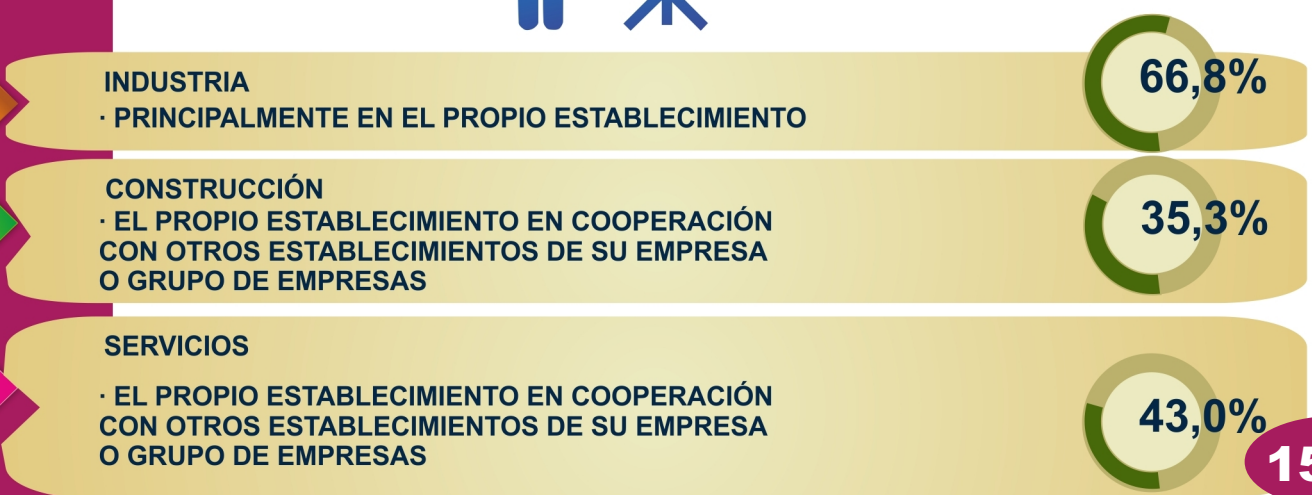 INDUSTRIA
· PRINCIPALMENTE EN EL PROPIO ESTABLECIMIENTO
66,8%
CONSTRUCCIÓN
· EL PROPIO ESTABLECIMIENTO EN COOPERACIÓN
CON OTROS ESTABLECIMIENTOS DE SU EMPRESA
O GRUPO DE EMPRESAS
35,3%
SERVICIOS
· EL PROPIO ESTABLECIMIENTO EN COOPERACIÓN
CON OTROS ESTABLECIMIENTOS DE SU EMPRESA
O GRUPO DE EMPRESAS
43,0%
15